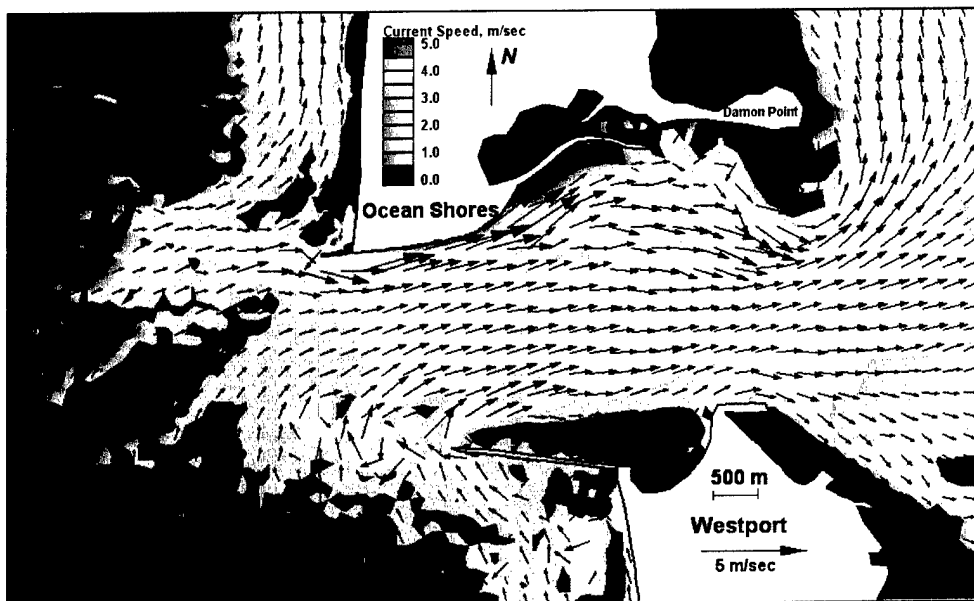 Current Speed, m/sec
5.0
4.0
3.0
2.0
1.0
0.0
N
Damon Point
Ocean Shores
500 m
Westport
5 m/sec